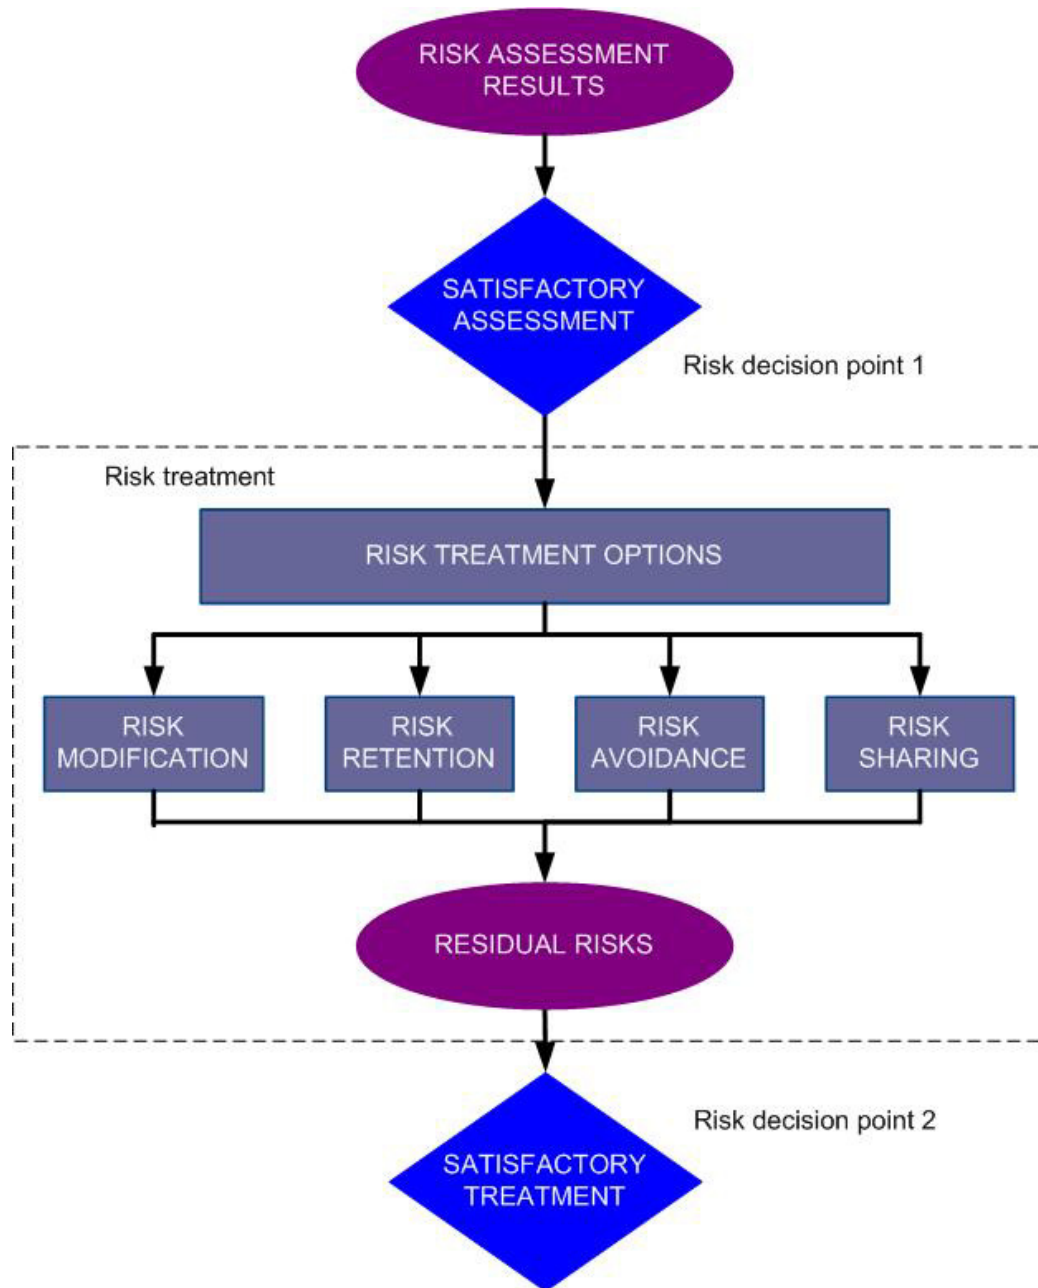 RISK ASSESSMENT
RESULTS
SATISFACTORY
ASSESSMENT
Risk decision point 1
Risk treatment
RISK TREATMENT OPTIONS
RISK
MODIFICATION
RISK
RETENTION
RISK
AVOIDANCE
RISK
SHARING
RESIDUAL RISKS
Risk decision point 2
SATISFACTORY
TREATMENT